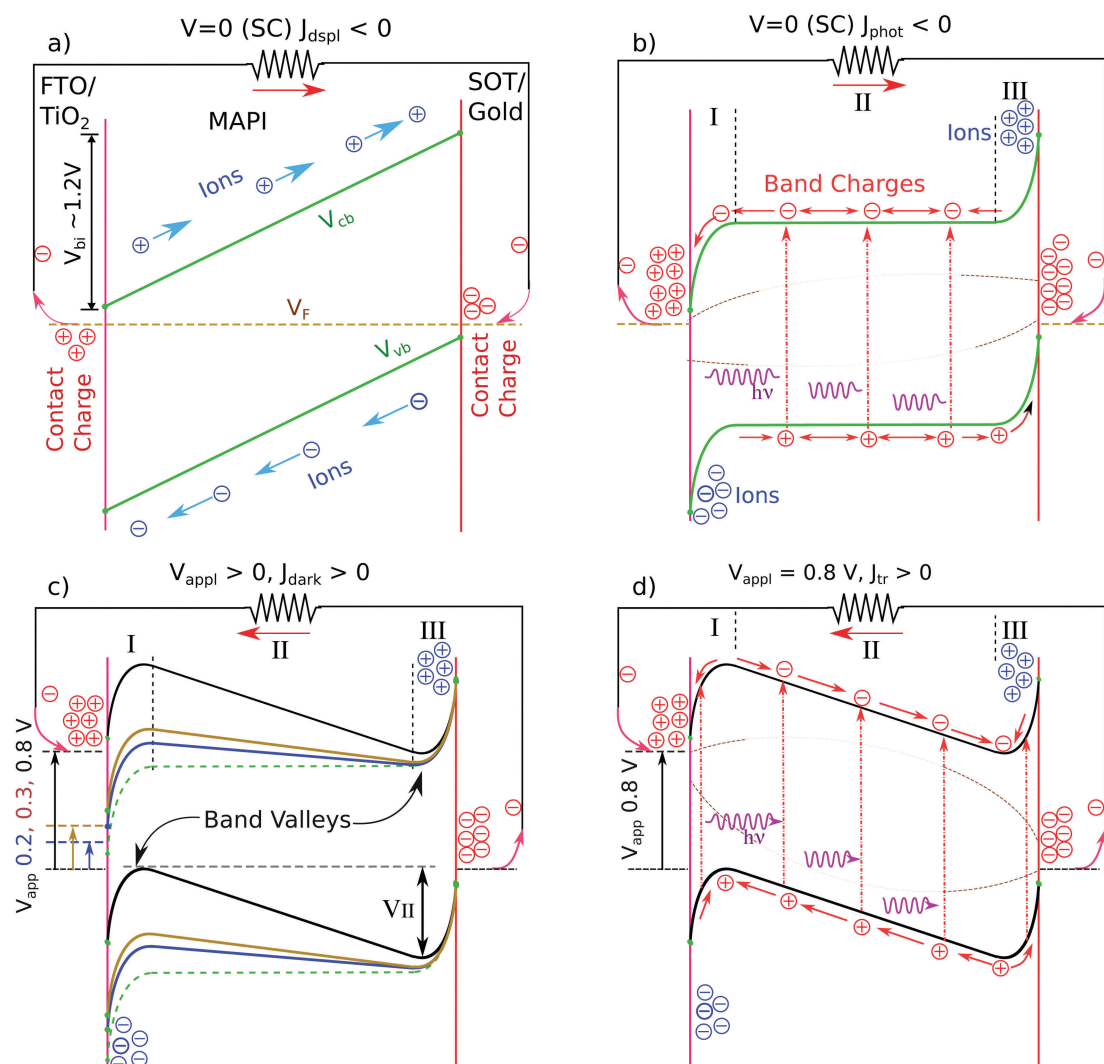 a)
V=0 (SC) J_dspl < 0
FTO/
TiO₂
SOT/
Gold
MAPI
V_bi ~1.2V
Ions
V_cb
V_F
V_vb
Contact
Charge
Contact
Charge
Ions
b)
V=0 (SC) J_phot < 0
I
II
III
Ions
Band Charges
hν
Ions
c)
V_appl > 0, J_dark > 0
I
II
III
V_app 0.2, 0.3, 0.8 V
Band Valleys
V_II
d)
V_appl = 0.8 V, J_tr > 0
I
II
III
V_app 0.8 V
hν